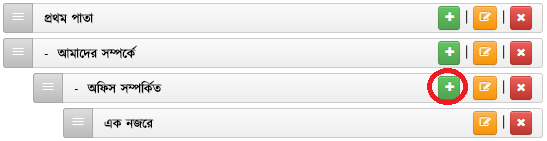 প্রথম পাতা
- আমাদের সম্পর্কে
- অফিস সম্পর্কিত
এক নজরে